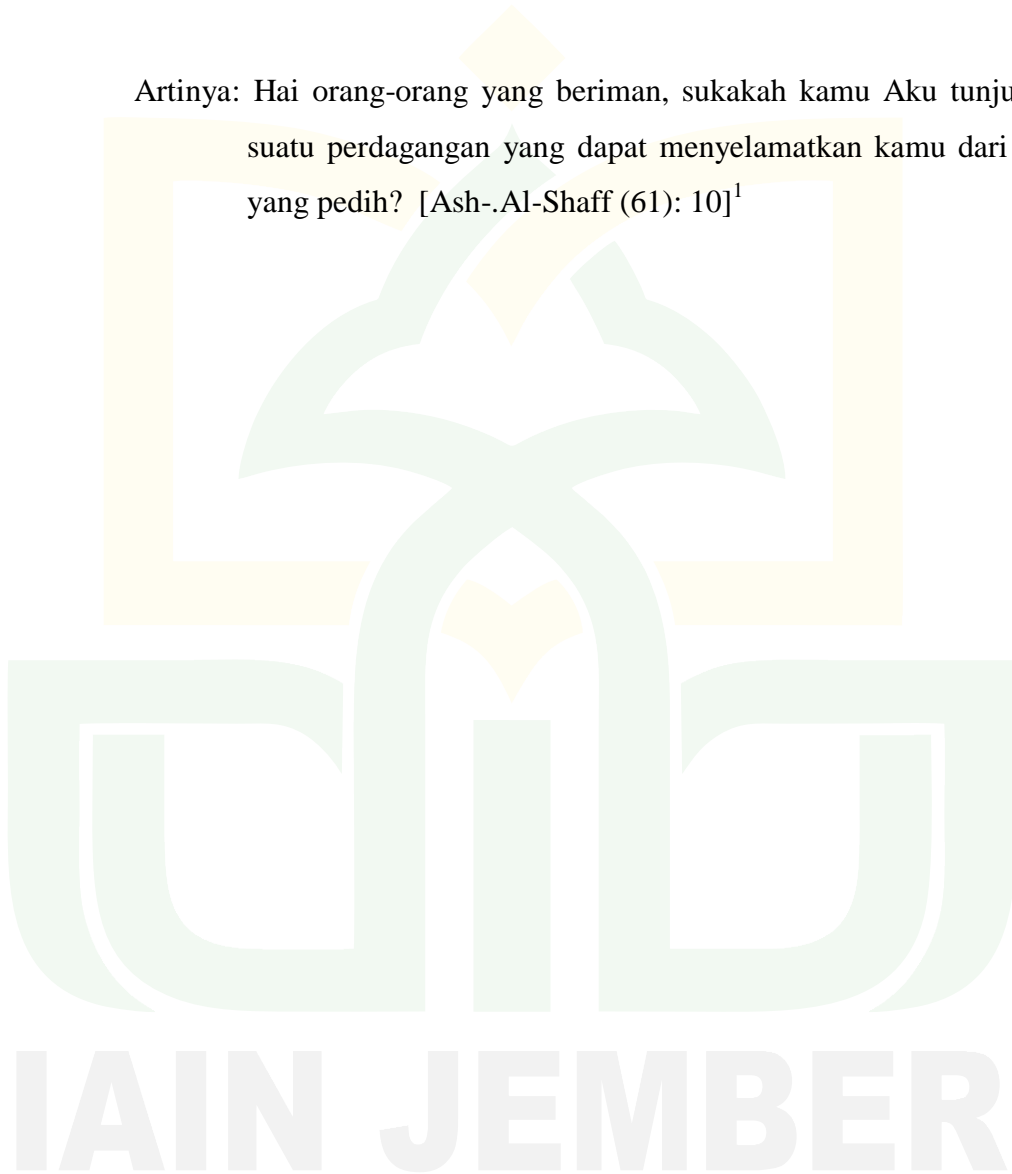 Artinya: Hai orang-orang yang beriman, sukakah kamu Aku tunju
suatu perdagangan yang dapat menyelamatkan kamu dari
yang pedih? [Ash-.Al-Shaff (61): 10]¹
IAIN JEMBER